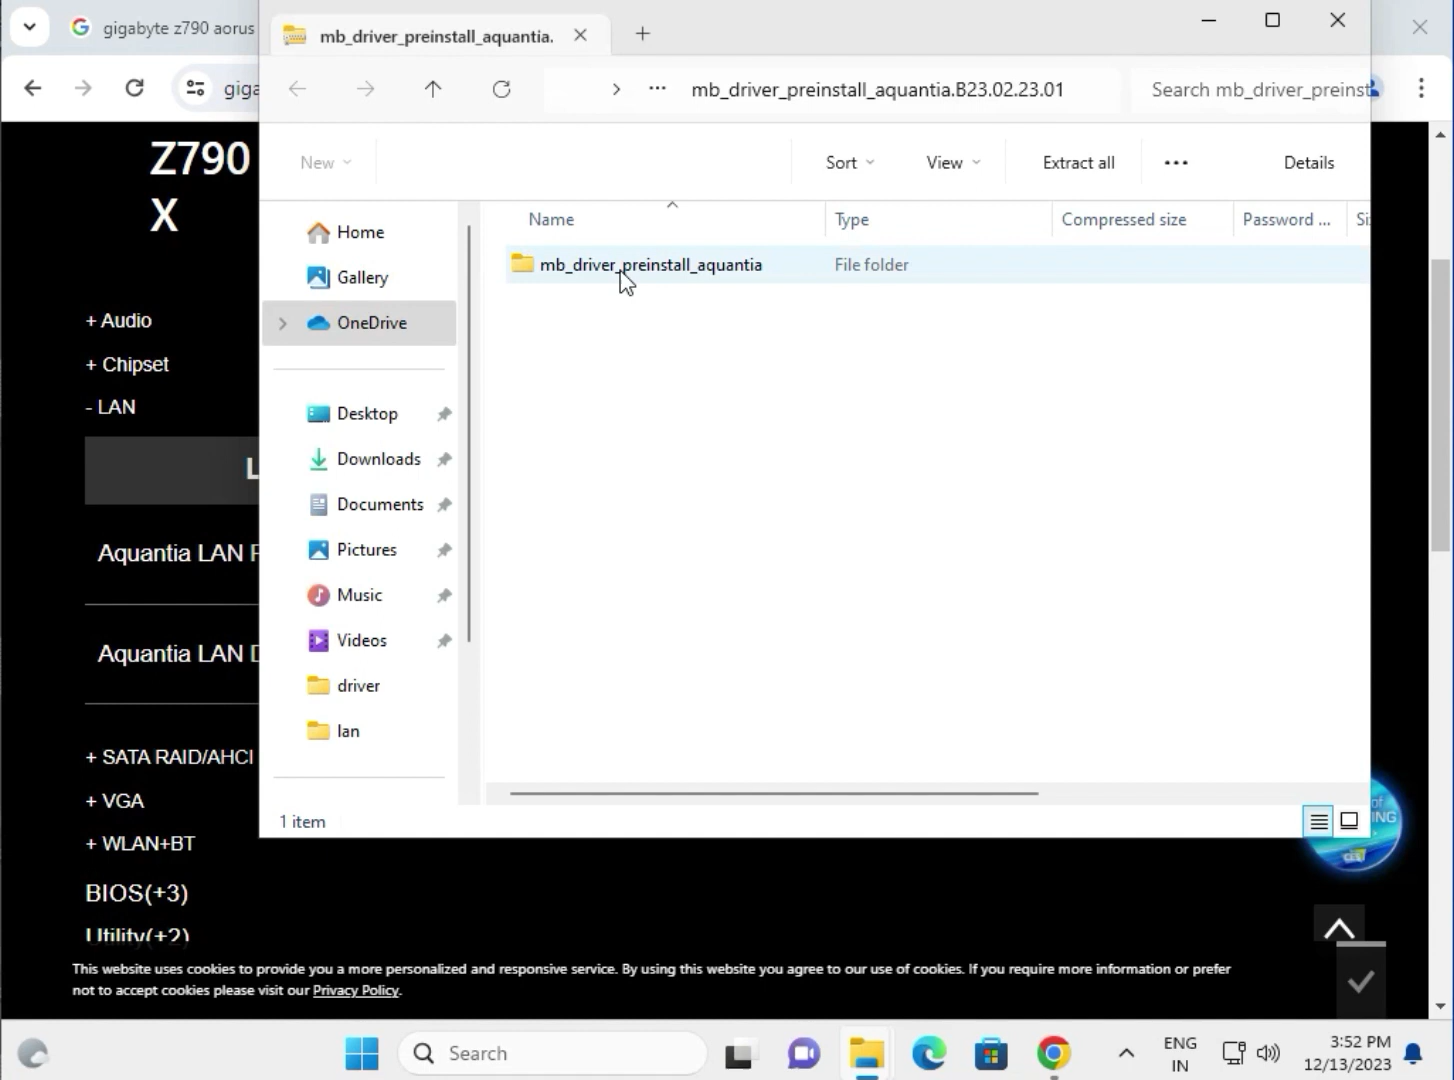 gigabyte z790 aorus
mb_driver_preinstall_aquantia.
giga
mb_driver_preinstall_aquantia.B23.02.23.01
Search mb_driver_preinst
New
Sort
View
Extract all
Details
Name
Type
Compressed size
Password ...
Si
mb_driver_preinstall_aquantia
File folder
Home
Gallery
OneDrive
Desktop
Downloads
Documents
Pictures
Music
Videos
driver
lan
1 item
Z790
X
+ Audio
+ Chipset
- LAN
L
Aquantia LAN
Aquantia LAN
+ SATA RAID/AHCI
+ VGA
+ WLAN+BT
BIOS(+3)
Utility(+2)
This website uses cookies to provide you a more personalized and responsive service. By using this website you agree to our use of cookies. If you require more information or prefer
not to accept cookies please visit our Privacy Policy.
Search
ENG
IN
3:52 PM
12/13/2023